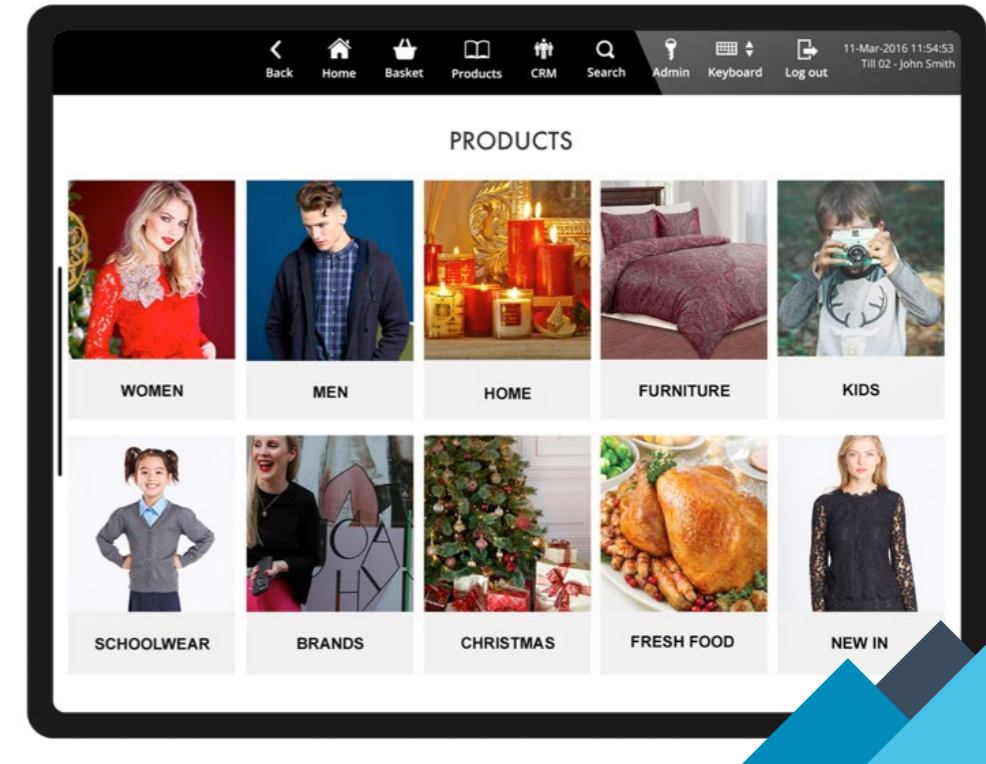 Back Home Basket Products CRM Search Admin Keyboard Log out
11-Mar-2016 11:54:53
Till 02 - John Smith
PRODUCTS
WOMEN MEN HOME FURNITURE KIDS
SCHOOLWEAR BRANDS CHRISTMAS FRESH FOOD NEW IN